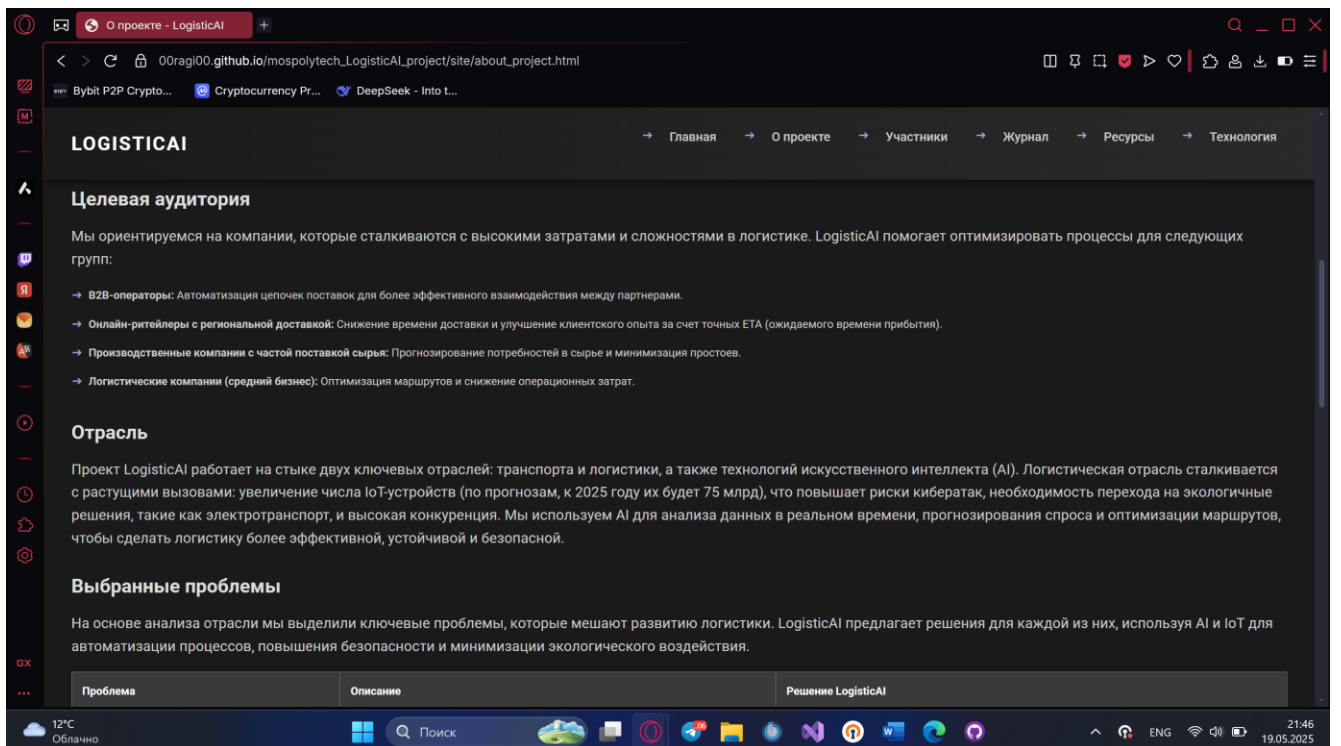 О проекте - LogisticAI
00ragi00.github.io/mospolytech_LogisticAI_project/site/about_project.html
Bybit P2P Crypto...
Cryptocurrency Pr...
DeepSeek - Into t...
LOGISTICAI
→ Главная → О проекте → Участники → Журнал → Ресурсы → Технология
Целевая аудитория
Мы ориентируемся на компании, которые сталкиваются с высокими затратами и сложностями в логистике. LogisticAI помогает оптимизировать процессы для следующих
групп:
→ B2B-операторы: Автоматизация цепочек поставок для более эффективного взаимодействия между партнерами.
→ Онлайн-ритейлеры с региональной доставкой: Снижение времени доставки и улучшение клиентского опыта за счет точных ETA (ожидаемого времени прибытия).
→ Производственные компании с частой поставкой сырья: Прогнозирование потребностей в сырье и минимизация простоев.
→ Логистические компании (средний бизнес): Оптимизация маршрутов и снижение операционных затрат.
Отрасль
Проект LogisticAI работает на стыке двух ключевых отраслей: транспорта и логистики, а также технологий искусственного интеллекта (AI). Логистическая отрасль сталкивается
с растущими вызовами: увеличение числа IoT-устройств (по прогнозам, к 2025 году их будет 75 млрд), что повышает риски кибератак, необходимость перехода на экологичные
решения, такие как электротранспорт, и высокая конкуренция. Мы используем AI для анализа данных в реальном времени, прогнозирования спроса и оптимизации маршрутов,
чтобы сделать логистику более эффективной, устойчивой и безопасной.
Выбранные проблемы
На основе анализа отрасли мы выделили ключевые проблемы, которые мешают развитию логистики. LogisticAI предлагает решения для каждой из них, используя AI и IoT для
автоматизации процессов, повышения безопасности и минимизации экологического воздействия.
Проблема Описание Решение LogisticAI
GX
12°C
Облачно
Поиск
ENG
21:46
19.05.2025